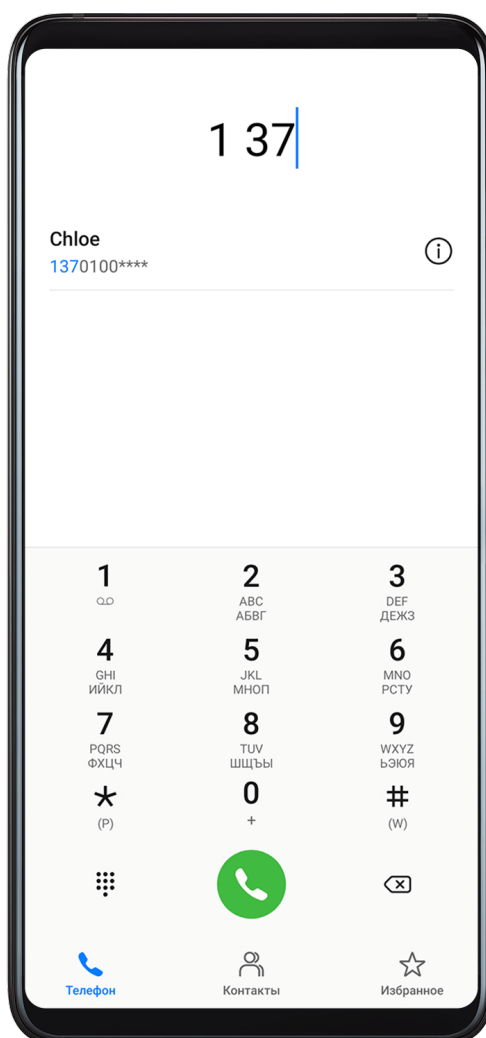 1 37
Chloe
1370100****
1 2 3
ABC DEF
АБВГ ДЕЖЗ
4 5 6
GHI JKL MNO
ИЙКЛ МНОП РСТУ
7 8 9
PQRS TUV WXYZ
ФХЦЧ ШЩЪЫ ЬЭЮЯ
* 0 #
(P) + (W)
Телефон Контакты Избранное